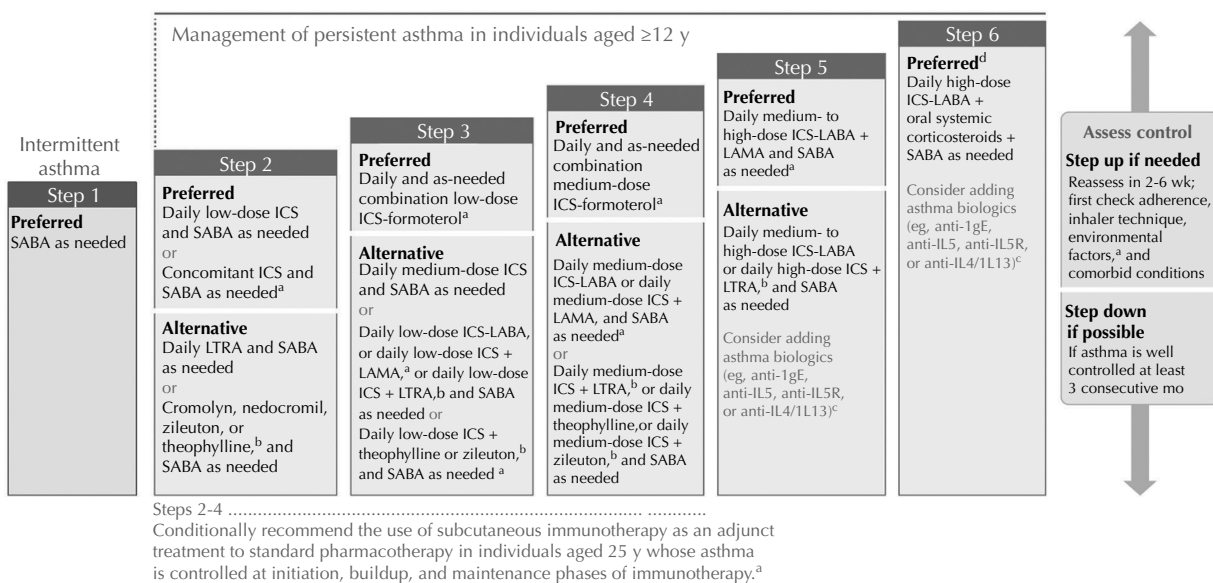 Management of persistent asthma in individuals aged ≥12 y
Intermittent
asthma
Step 1
Preferred
SABA as needed
Step 2
Preferred
Daily low-dose ICS
and SABA as needed
or
Concomitant ICS and
SABA as neededa
Alternative
Daily LTRA and SABA
as needed
or
Cromolyn, nedocromil,
zileuton, or
theophylline,b and
SABA as needed
Step 3
Preferred
Daily and as-needed
combination low-dose
ICS-formoterola
Alternative
Daily medium-dose ICS
and SABA as needed
or
Daily low-dose ICS-LABA,
or daily low-dose ICS +
LAMA,a or daily low-dose
ICS + LTRA,b and SABA
as needed or
Daily low-dose ICS +
theophylline or zileuton,b
and SABA as needed a
Step 4
Preferred
Daily and as-needed
combination
medium-dose
ICS-formoterola
Alternative
Daily medium-dose
ICS-LABA or daily
medium-dose ICS +
LAMA, and SABA
as neededa
or
Daily medium-dose
ICS + LTRA,b or daily
medium-dose ICS +
theophylline,or daily
medium-dose ICS +
zileuton,b and SABA
as needed
Step 5
Preferred
Daily medium- to
high-dose ICS-LABA +
LAMA and SABA
as neededa
Alternative
Daily medium- to
high-dose ICS-LABA
or daily high-dose ICS +
LTRA,b and SABA
as needed
Consider adding
asthma biologics
(eg, anti-1gE,
anti-IL5, anti-IL5R,
or anti-IL4/1L13)c
Step 6
Preferredd
Daily high-dose
ICS-LABA +
oral systemic
corticosteroids +
SABA as needed
Consider adding
asthma biologics
(eg, anti-1gE,
anti-IL5, anti-IL5R,
or anti-IL4/1L13)c
Assess control
Step up if needed
Reassess in 2-6 wk;
first check adherence,
inhaler technique,
environmental
factors,a and
comorbid conditions
Step down
if possible
If asthma is well
controlled at least
3 consecutive mo
Steps 2-4 ...............................................................................
Conditionally recommend the use of subcutaneous immunotherapy as an adjunct
treatment to standard pharmacotherapy in individuals aged 25 y whose asthma
is controlled at initiation, buildup, and maintenance phases of immunotherapy.a